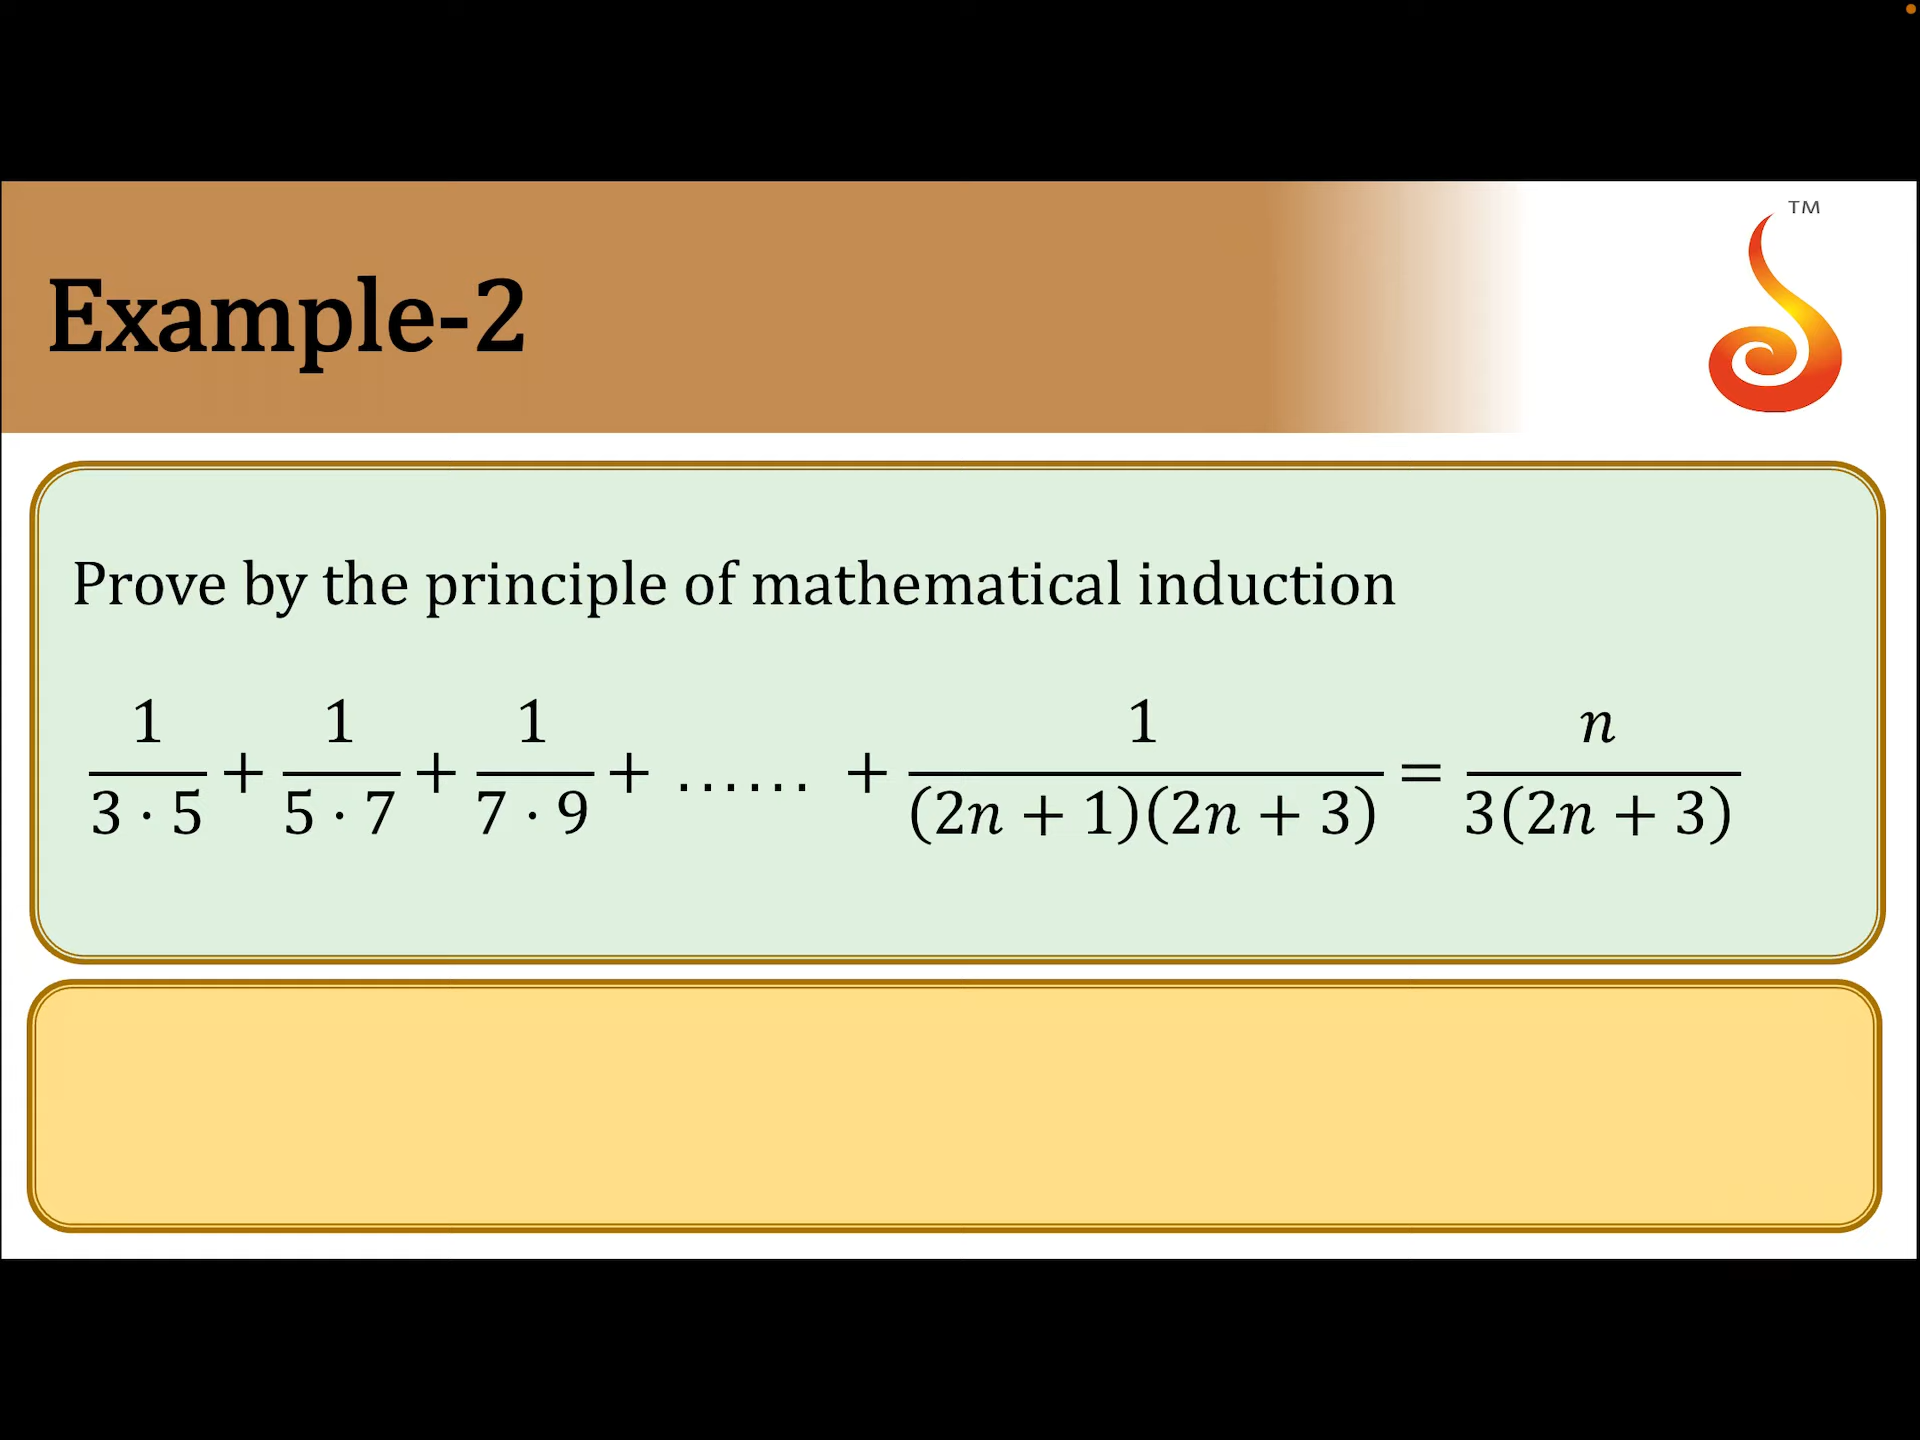 TM
Example-2
Prove by the principle of mathematical induction
1/(3 · 5) + 1/(5 · 7) + 1/(7 · 9) + ...... + 1/((2n + 1)(2n + 3)) = n/(3(2n + 3))